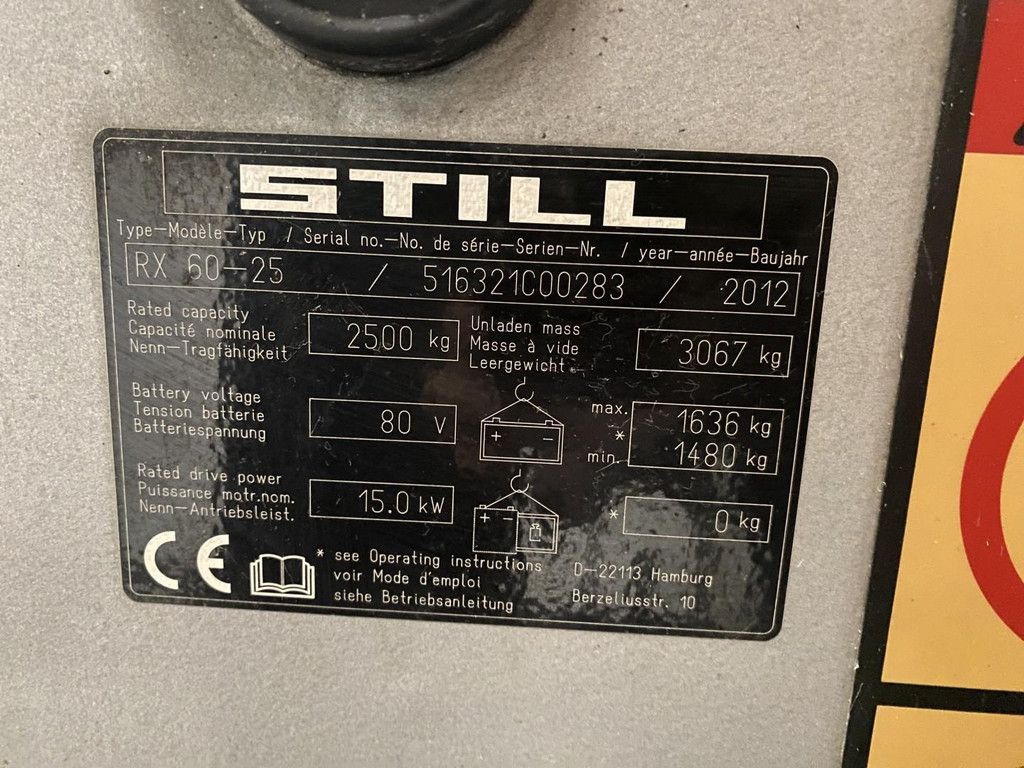 STILL
Type-Modèle-Typ / Serial no.-No. de série-Serien-Nr. / year-année-Baujahr
RX 60-25 / 516321C00283 / 2012
Rated capacity
Capacité nominale
Nenn-Tragfähigkeit
2500 kg
Unladen mass
Masse à vide
Leergewicht
3067 kg
Battery voltage
Tension batterie
Batteriespannung
80 V
+ -
max.
*
min.
1636 kg
1480 kg
Rated drive power
Puissance motr.nom.
Nenn-Antriebsleist.
15.0 kW
+ -
* 0 kg
CE
* see Operating instructions
voir Mode d'emploi
siehe Betriebsanleitung
D-22113 Hamburg
Berzeliusstr. 10